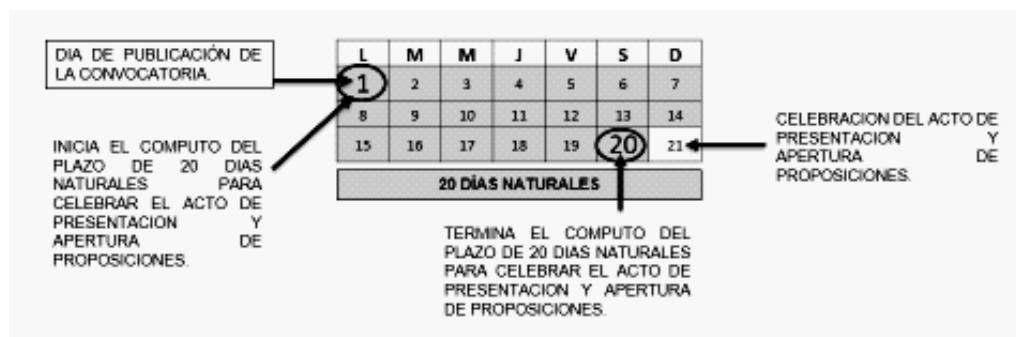 DIA DE PUBLICACIÓN DE
LA CONVOCATORIA.
L M M J V S D
1 2 3 4 5 6 7
8 9 10 11 12 13 14
15 16 17 18 19 20 21
20 DÍAS NATURALES
INICIA EL COMPUTO DEL
PLAZO DE 20 DIAS
NATURALES PARA
CELEBRAR EL ACTO DE
PRESENTACION Y
APERTURA DE
PROPOSICIONES.
TERMINA EL COMPUTO DEL
PLAZO DE 20 DIAS NATURALES
PARA CELEBRAR EL ACTO DE
PRESENTACION Y APERTURA
DE PROPOSICIONES.
CELEBRACION DEL ACTO DE
PRESENTACION Y
APERTURA DE
PROPOSICIONES.